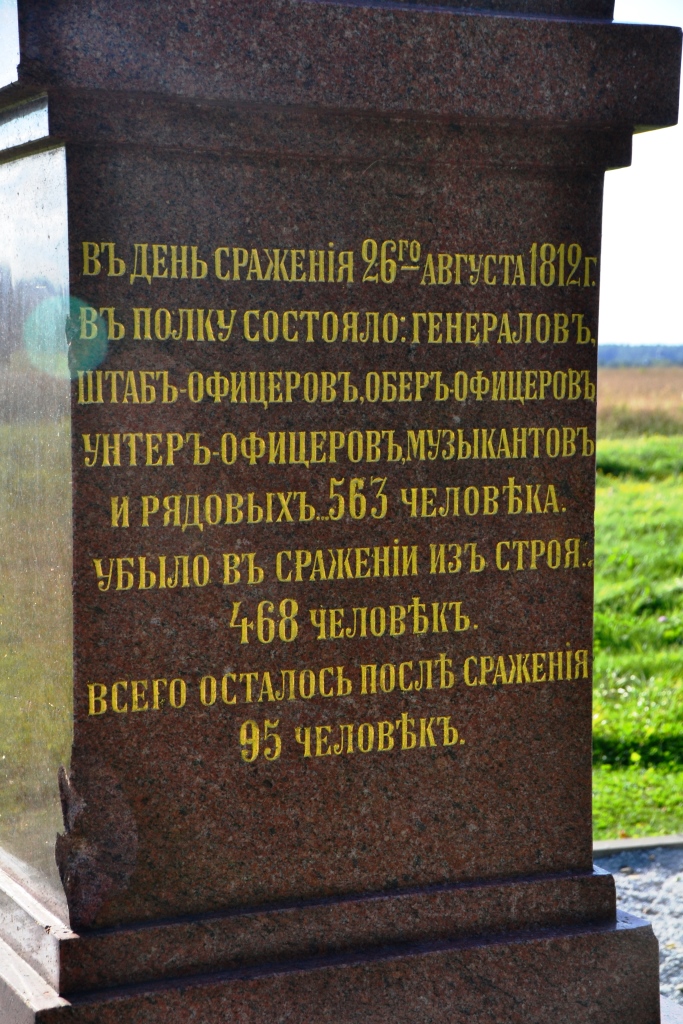 ВЪ ДЕНЬ СРАЖЕНІЯ 26ГО АВГУСТА 1812 Г.
ВЪ ПОЛКУ СОСТОЯЛО: ГЕНЕРАЛОВЪ,
ШТАБЪ-ОФИЦЕРОВЪ, ОБЕРЪ-ОФИЦЕРОВЪ
УНТЕРЪ-ОФИЦЕРОВЪ, МУЗЫКАНТОВЪ
И РЯДОВЫХЪ... 563 ЧЕЛОВѢКА.
УБЫЛО ВЪ СРАЖЕНІИ ИЗЪ СТРОЯ..
468 ЧЕЛОВѢКЪ.
ВСЕГО ОСТАЛОСЬ ПОСЛѢ СРАЖЕНІЯ
95 ЧЕЛОВѢКЪ.